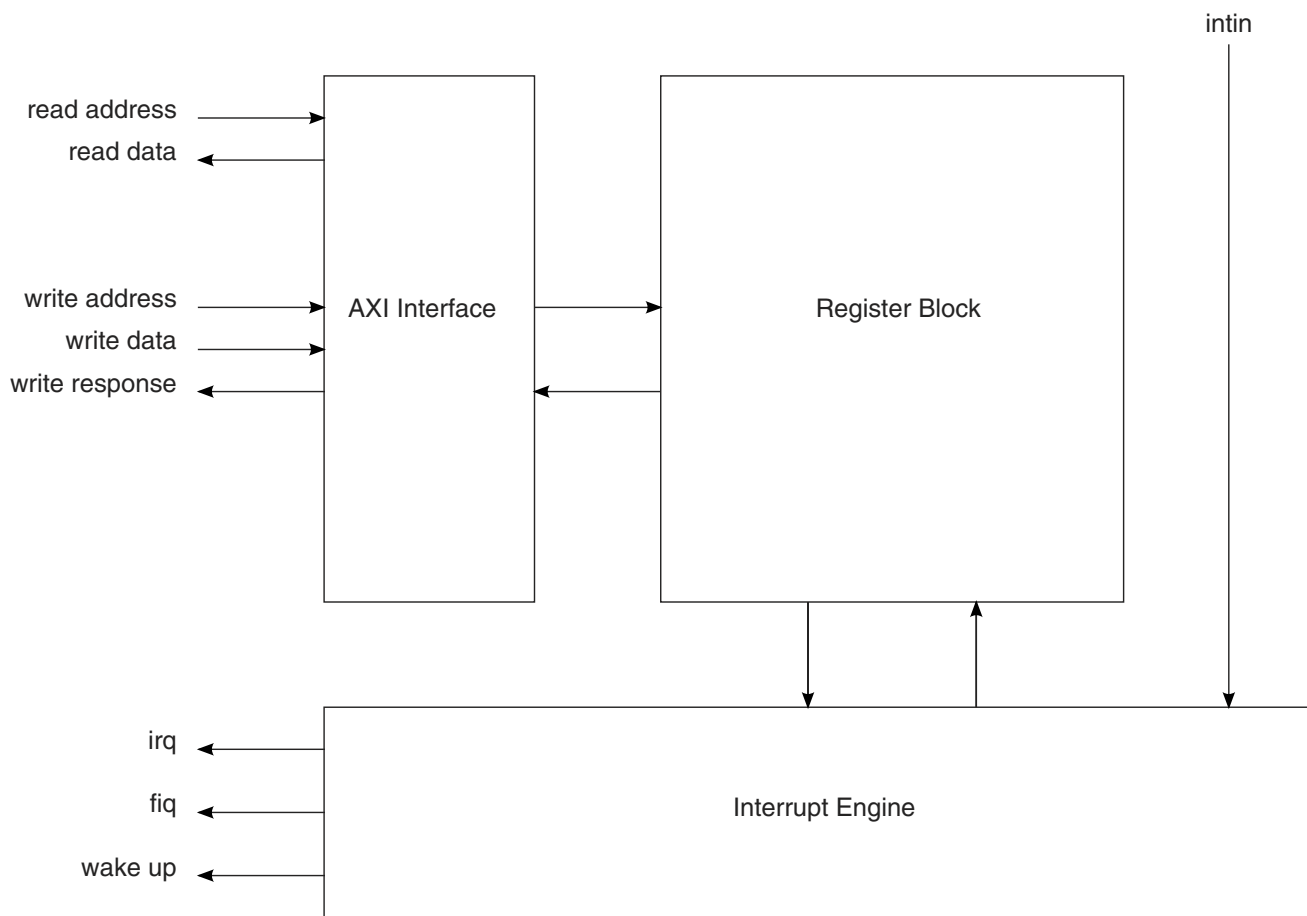 intin
read address
read data
write address
AXI Interface
Register Block
write data
write response
irq
fiq
Interrupt Engine
wake up